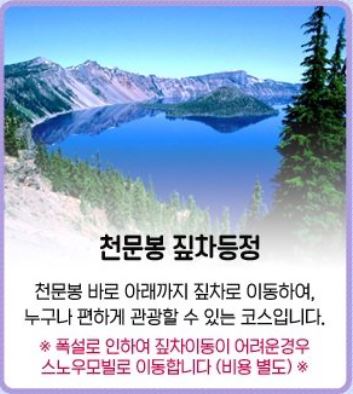 천문봉 짚차등정
천문봉 바로 아래까지 짚차로 이동하여,
누구나 편하게 관광할 수 있는 코스입니다.
※ 폭설로 인하여 짚차이동이 어려운경우
스노우모빌로 이동합니다 (비용 별도) ※